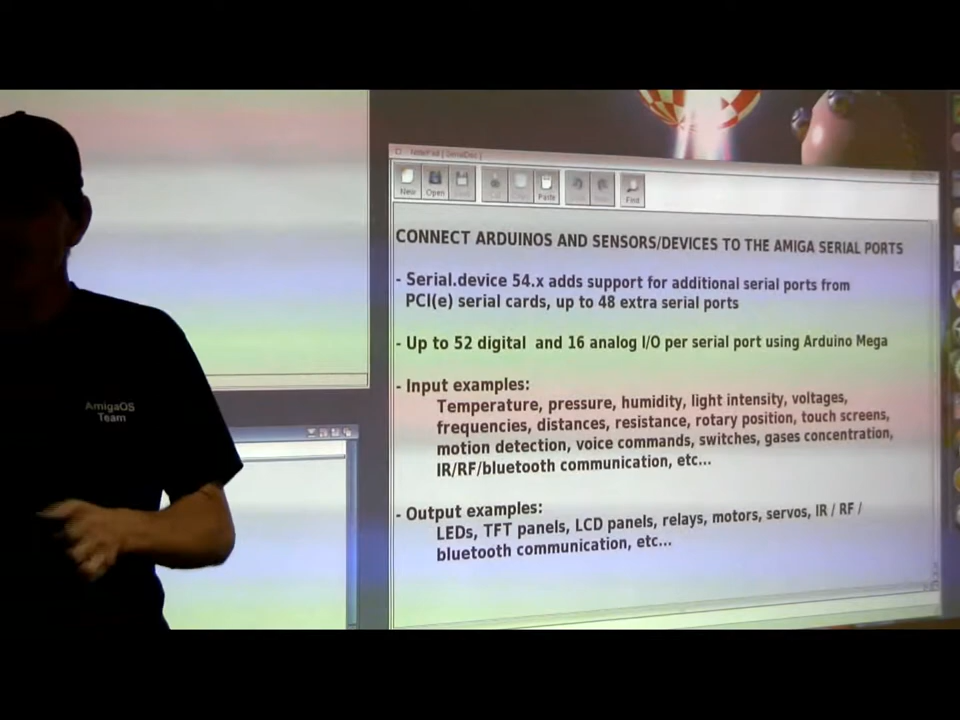 NotePad [ SerialDev ]
New
Open
Paste
Find
CONNECT ARDUINOS AND SENSORS/DEVICES TO THE AMIGA SERIAL PORTS
- Serial.device 54.x adds support for additional serial ports from
PCI(e) serial cards, up to 48 extra serial ports
- Up to 52 digital and 16 analog I/O per serial port using Arduino Mega
- Input examples:
Temperature, pressure, humidity, light intensity, voltages,
frequencies, distances, resistance, rotary position, touch screens,
motion detection, voice commands, switches, gases concentration,
IR/RF/bluetooth communication, etc...
- Output examples:
LEDs, TFT panels, LCD panels, relays, motors, servos, IR / RF /
bluetooth communication, etc...
AmigaOS
Team